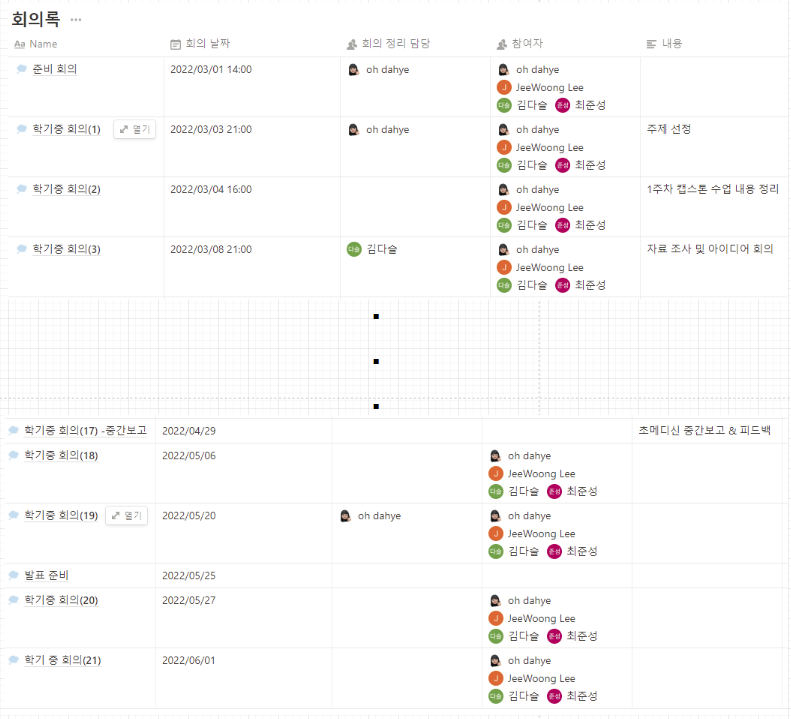 회의록 ...
Aa Name 회의 날짜 회의 정리 담당 참여자 내용
준비 회의 2022/03/01 14:00 oh dahye oh dahye
J JeeWoong Lee
다슬 김다슬 준성 최준성
학기중 회의(1) 열기 2022/03/03 21:00 oh dahye oh dahye 주제 선정
J JeeWoong Lee
다슬 김다슬 준성 최준성
학기중 회의(2) 2022/03/04 16:00 oh dahye 1주차 캡스톤 수업 내용 정리
J JeeWoong Lee
다슬 김다슬 준성 최준성
학기중 회의(3) 2022/03/08 21:00 다슬 김다슬 oh dahye 자료 조사 및 아이디어 회의
J JeeWoong Lee
다슬 김다슬 준성 최준성
학기중 회의(17) -중간보고 2022/04/29 초메디신 중간보고 & 피드백
학기중 회의(18) 2022/05/06 oh dahye
J JeeWoong Lee
다슬 김다슬 준성 최준성
학기중 회의(19) 열기 2022/05/20 oh dahye oh dahye
J JeeWoong Lee
다슬 김다슬 준성 최준성
발표 준비 2022/05/25
학기중 회의(20) 2022/05/27 oh dahye
J JeeWoong Lee
다슬 김다슬 준성 최준성
학기 중 회의(21) 2022/06/01 oh dahye
J JeeWoong Lee
다슬 김다슬 준성 최준성